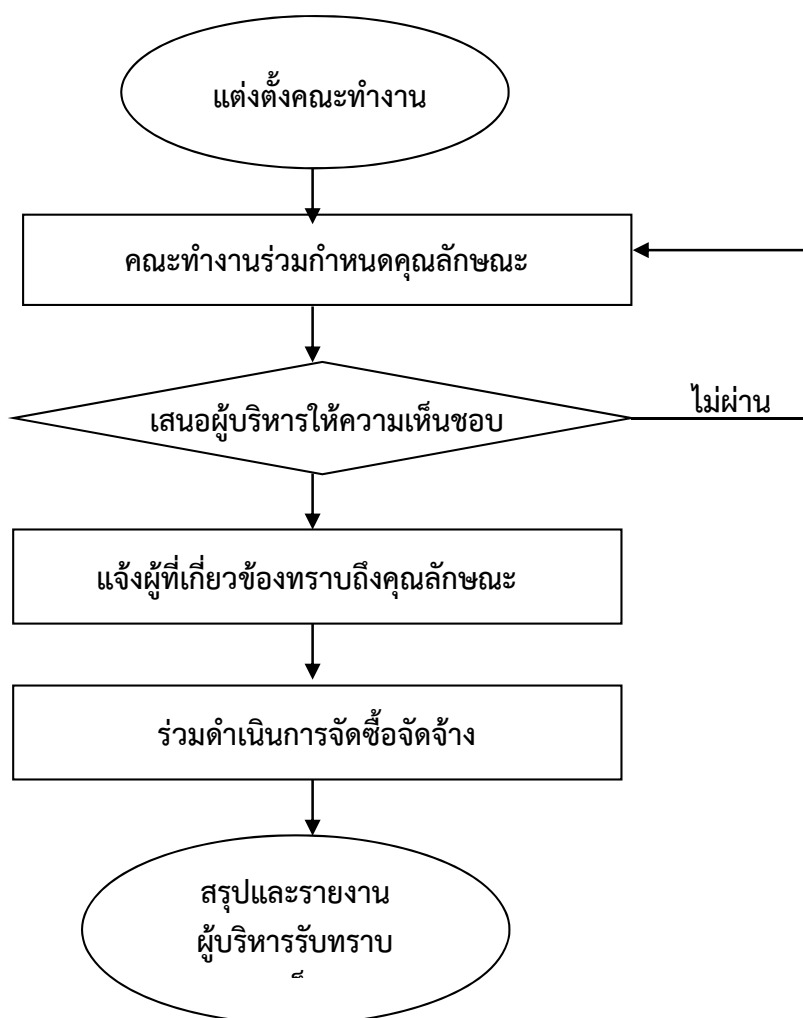 แต่งตั้งคณะทำงาน
คณะทำงานร่วมกำหนดคุณลักษณะ
เสนอผู้บริหารให้ความเห็นชอบ
ไม่ผ่าน
แจ้งผู้ที่เกี่ยวข้องทราบถึงคุณลักษณะ
ร่วมดำเนินการจัดซื้อจัดจ้าง
สรุปและรายงาน
ผู้บริหารรับทราบ